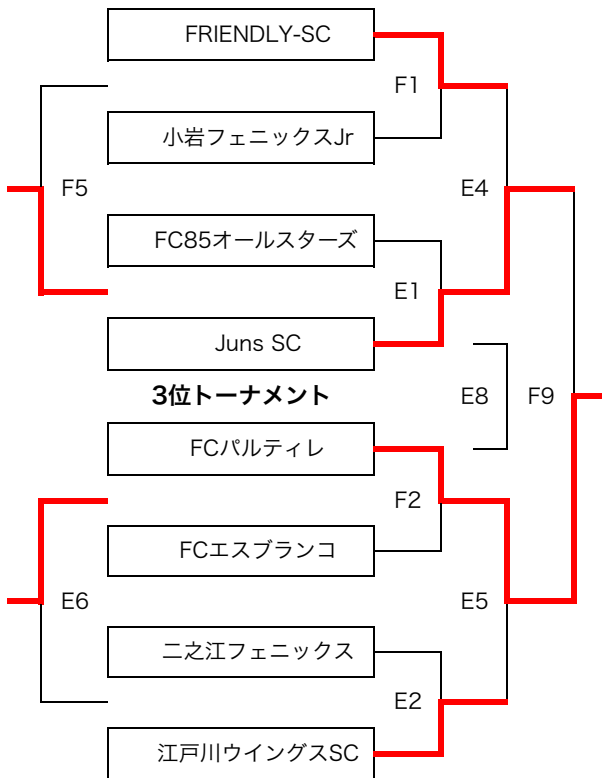 FRIENDLY-SC
F1
小岩フェニックスJr
F5
E4
FC85オールスターズ
E1
Juns SC
3位トーナメント
E8
F9
FCパルティレ
F2
FCエスブランコ
E6
E5
二之江フェニックス
E2
江戸川ウイングスSC